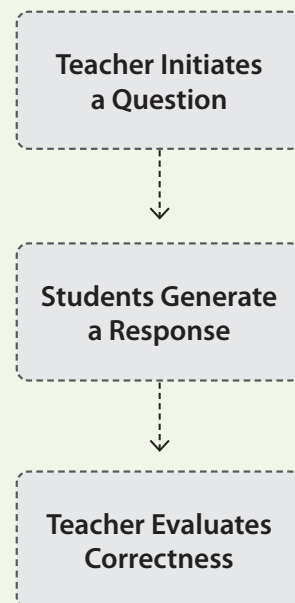 Teacher Initiates
a Question
Students Generate
a Response
Teacher Evaluates
Correctness